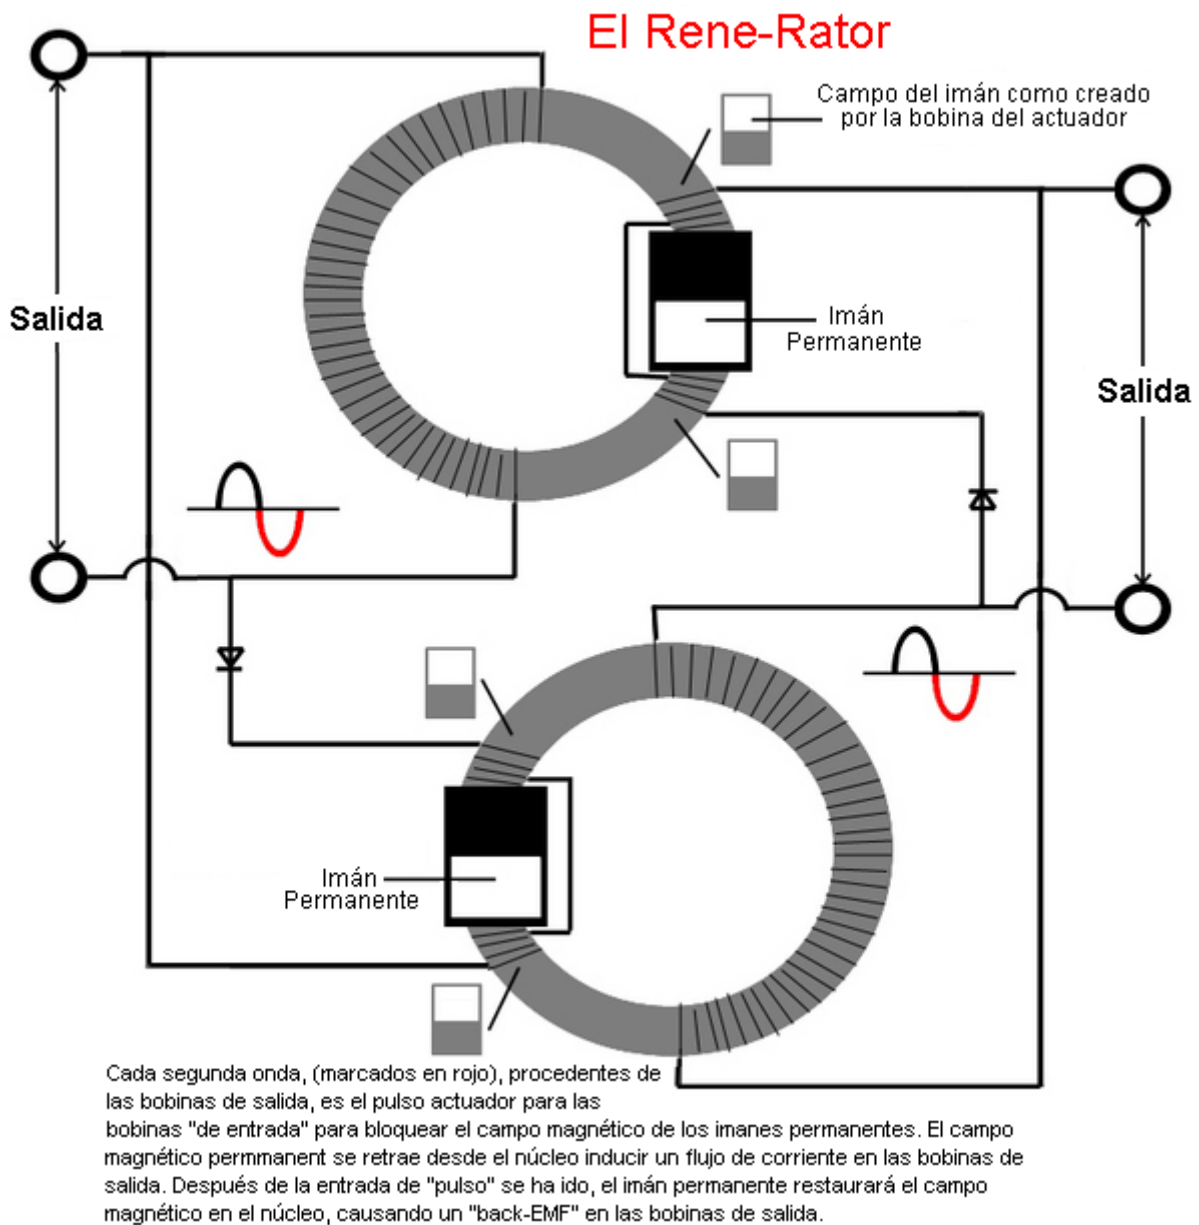 El Rene-Rator
Campo del imán como creado
por la bobina del actuador
Salida
Imán
Permanente
Salida
Imán
Permanente
Cada segunda onda, (marcados en rojo), procedentes de
las bobinas de salida, es el pulso actuador para las
bobinas "de entrada" para bloquear el campo magnético de los imanes permanentes. El campo
magnético permmanent se retrae desde el núcleo inducir un flujo de corriente en las bobinas de
salida. Después de la entrada de "pulso" se ha ido, el imán permanente restaurará el campo
magnético en el núcleo, causando un "back-EMF" en las bobinas de salida.